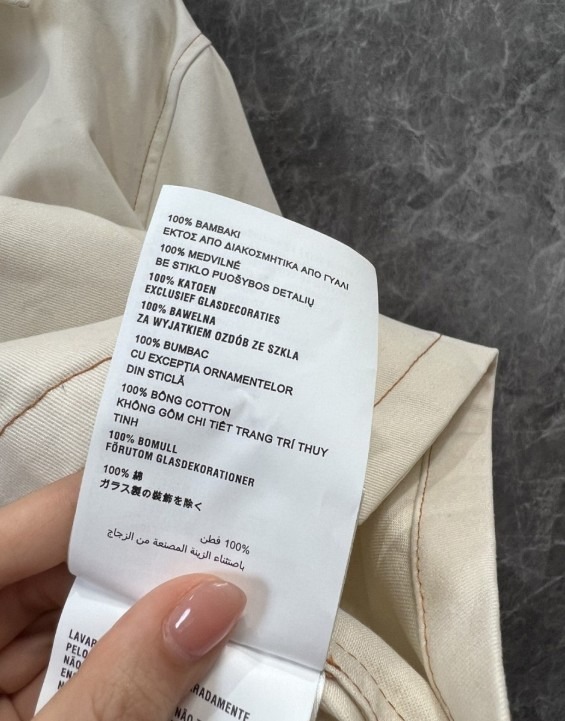 100% ΒΑΜΒΑΚΙ
ΕΚΤΟΣ ΑΠΟ ΔΙΑΚΟΣΜΗΤΙΚΑ ΑΠΟ ΓΥΑΛΙ
100% MEDVILNĖ
BE STIKLO PUOŠYBOS DETALIŲ
100% KATOEN
EXCLUSIEF GLASDECORATIES
100% BAWEŁNA
ZA WYJĄTKIEM OZDÓB ZE SZKŁA
100% BUMBAC
CU EXCEPȚIA ORNAMENTELOR
DIN STICLĂ
100% BÔNG COTTON
KHÔNG GỒM CHI TIẾT TRANG TRÍ THUY
TINH
100% BOMULL
FÖRUTOM GLASDEKORATIONER
100% 綿
ガラス製の装飾を除く
100% قطن
باستثناء الزينة المصنعة من الزجاج
LAVAR
PELO
NÃO
EN
NÃO